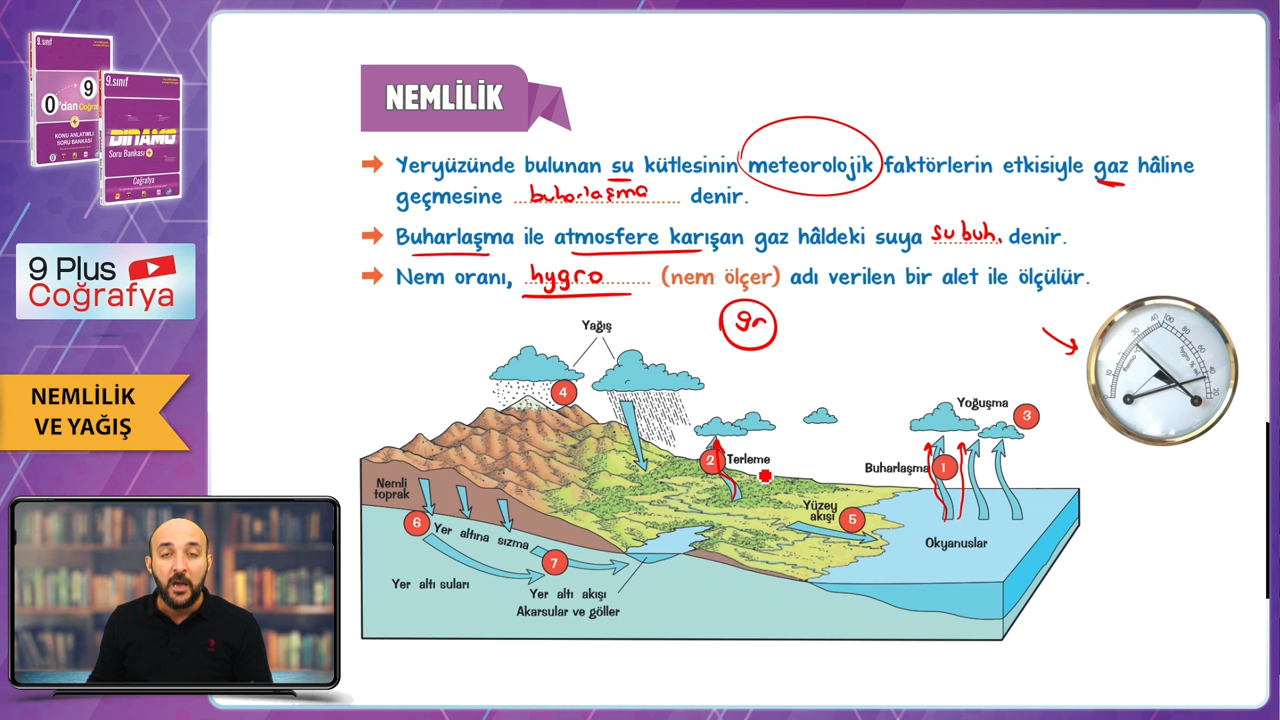 9.sınıf
0'dan 9 Coğrafya
KONU ANLATIMLI
SORU BANKASI
9.sınıf
DINAMO
Soru Bankası
Coğrafya
9 Plus
Coğrafya
NEMLİLİK
VE YAĞIŞ
NEMLİLİK
Yeryüzünde bulunan su kütlesinin meteorolojik faktörlerin etkisiyle gaz hâline
geçmesine buharlaşma denir.
Buharlaşma ile atmosfere karışan gaz hâldeki suya su buh. denir.
Nem oranı, hygro (nem ölçer) adı verilen bir alet ile ölçülür.
gr
Yağış
4
Yoğuşma 3
2 Terleme
Buharlaşma 1
Nemli
toprak
Yüzey
akışı 5
6 Yer altına sızma
Okyanuslar
7
Yer altı suları
Yer altı akışı
Akarsular ve göller